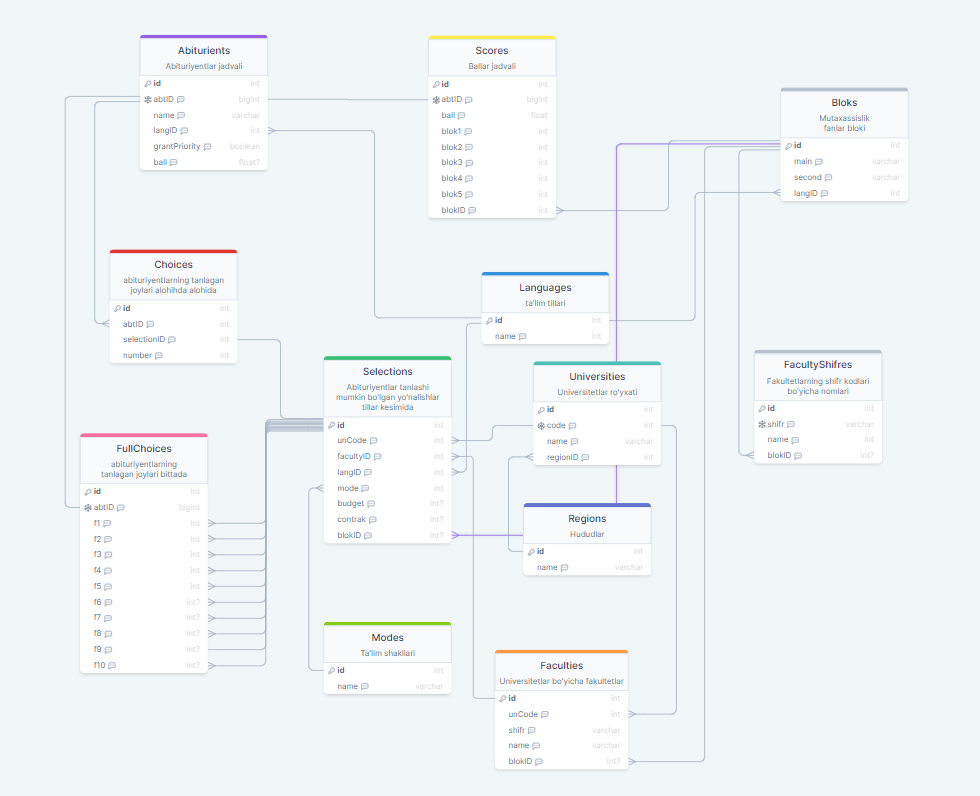 Abiturients
Abituriyentlar jadvali
id int
abtID bigint
name varchar
langID int
grantPriority boolean
ball float?
Scores
Ballar jadvali
id int
abtID bigint
ball float
blok1 int
blok2 int
blok3 int
blok4 int
blok5 int
blokID int
Bloks
Mutaxassislik
fanlar bloki
id int
main varchar
second varchar
langID int
Choices
abituriyentlarning tanlagan
joylari alohihda alohida
id int
abtID int
selectionID int
number int
Languages
ta'lim tillari
id int
name int
Selections
Abituriyentlar tanlashi
mumkin bo'lgan yo'nalishlar
tillar kesimida
id int
unCode int
facultyID int
langID int
mode int
budget int?
contrak int?
blokID int?
Universities
Universitetlar ro'yxati
id int
code int
name varchar
regionID int
FacultyShifres
Fakultetlarning shifr kodlari
bo'yicha nomlari
id int
shifr varchar
name int
blokID int?
FullChoices
abituriyentlarning
tanlagan joylari bittada
id int
abtID bigint
f1 int
f2 int
f3 int
f4 int
f5 int
f6 int?
f7 int?
f8 int?
f9 int?
f10 int?
Regions
Hududlar
id int
name varchar
Modes
Ta'lim shakllari
id int
name varchar
Faculties
Universitetlar bo'yicha fakultetlar
id int
unCode int
shifr varchar
name varchar
blokID int?